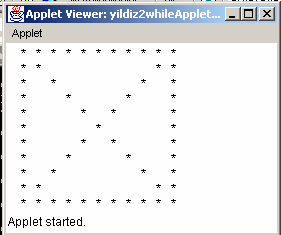 Applet Viewer: yildiz2whileApplet...
Applet
* * * * * * * * * * *
* *               * *
*   *           *   *
*     *       *     *
*       *   *       *
*         *         *
*       *   *       *
*     *       *     *
*   *           *   *
* *               * *
* * * * * * * * * * *
Applet started.